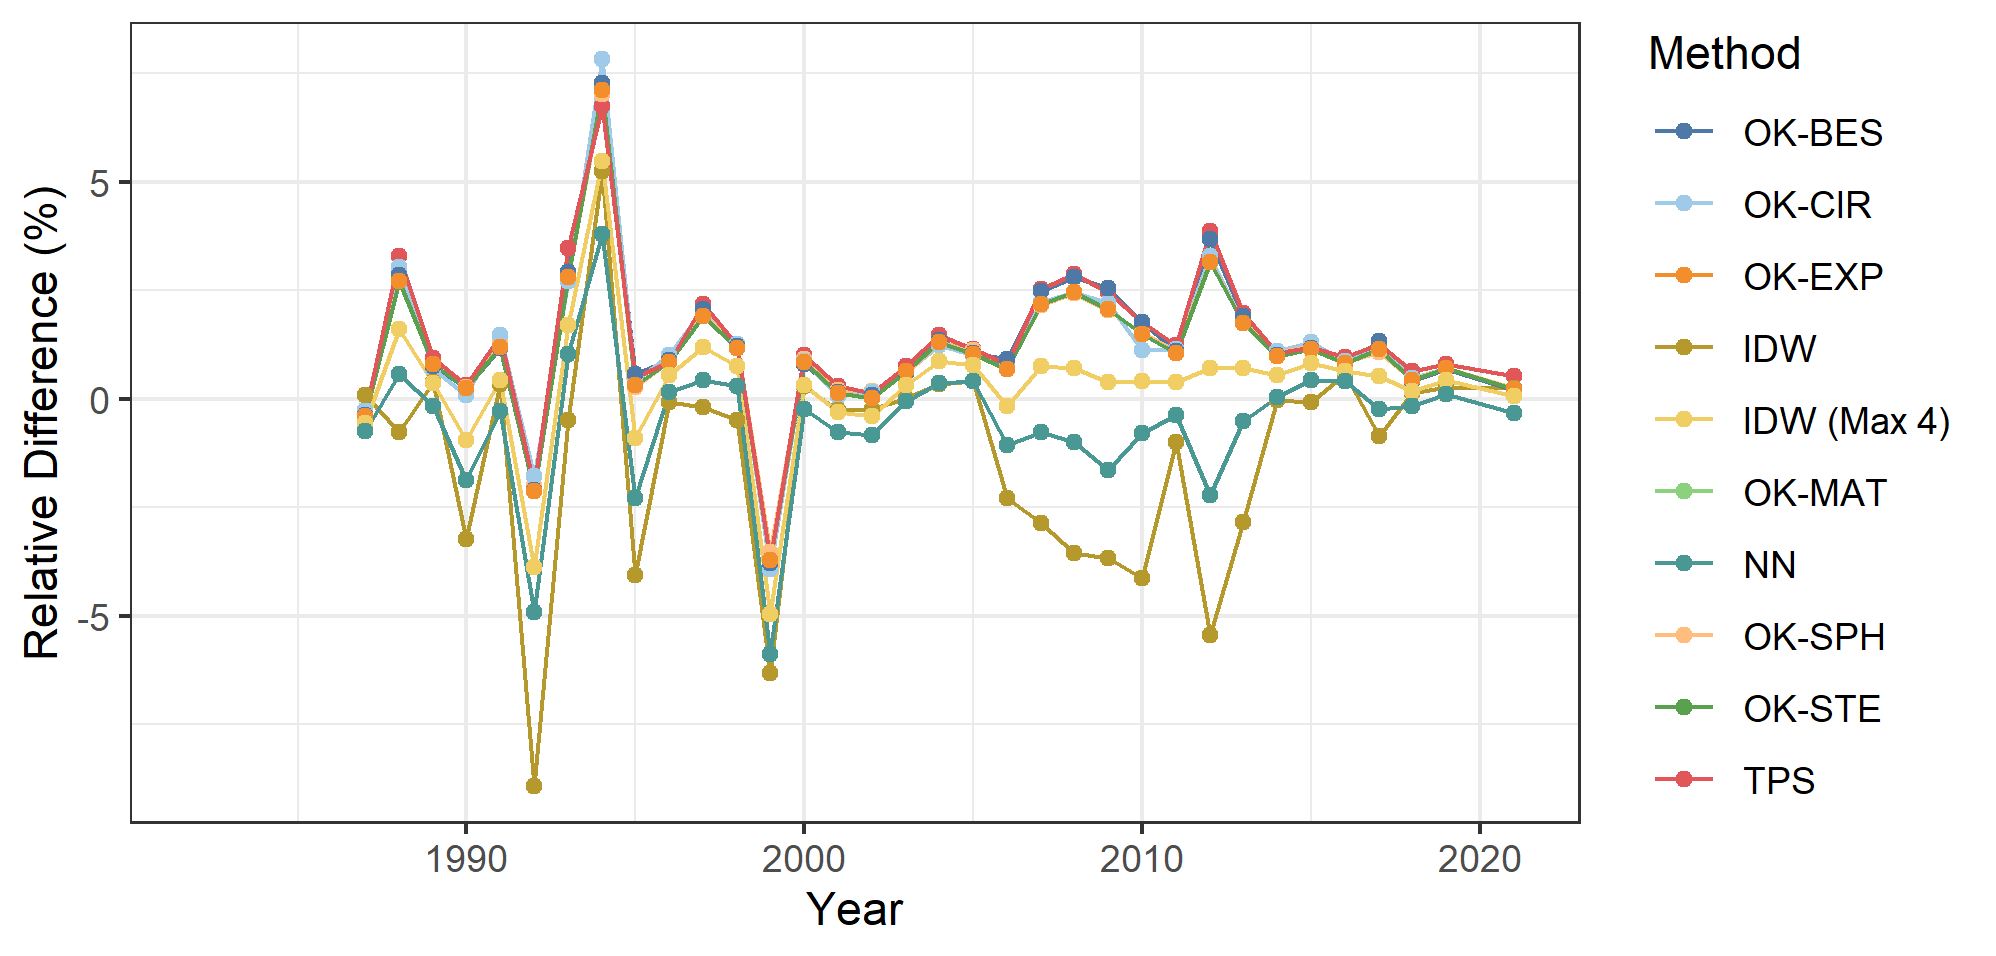 Method
OK-BES
OK-CIR
OK-EXP
IDW
IDW (Max 4)
OK-MAT
NN
OK-SPH
OK-STE
TPS
Relative Difference (%)
5
0
-5
1990 2000 2010 2020
Year